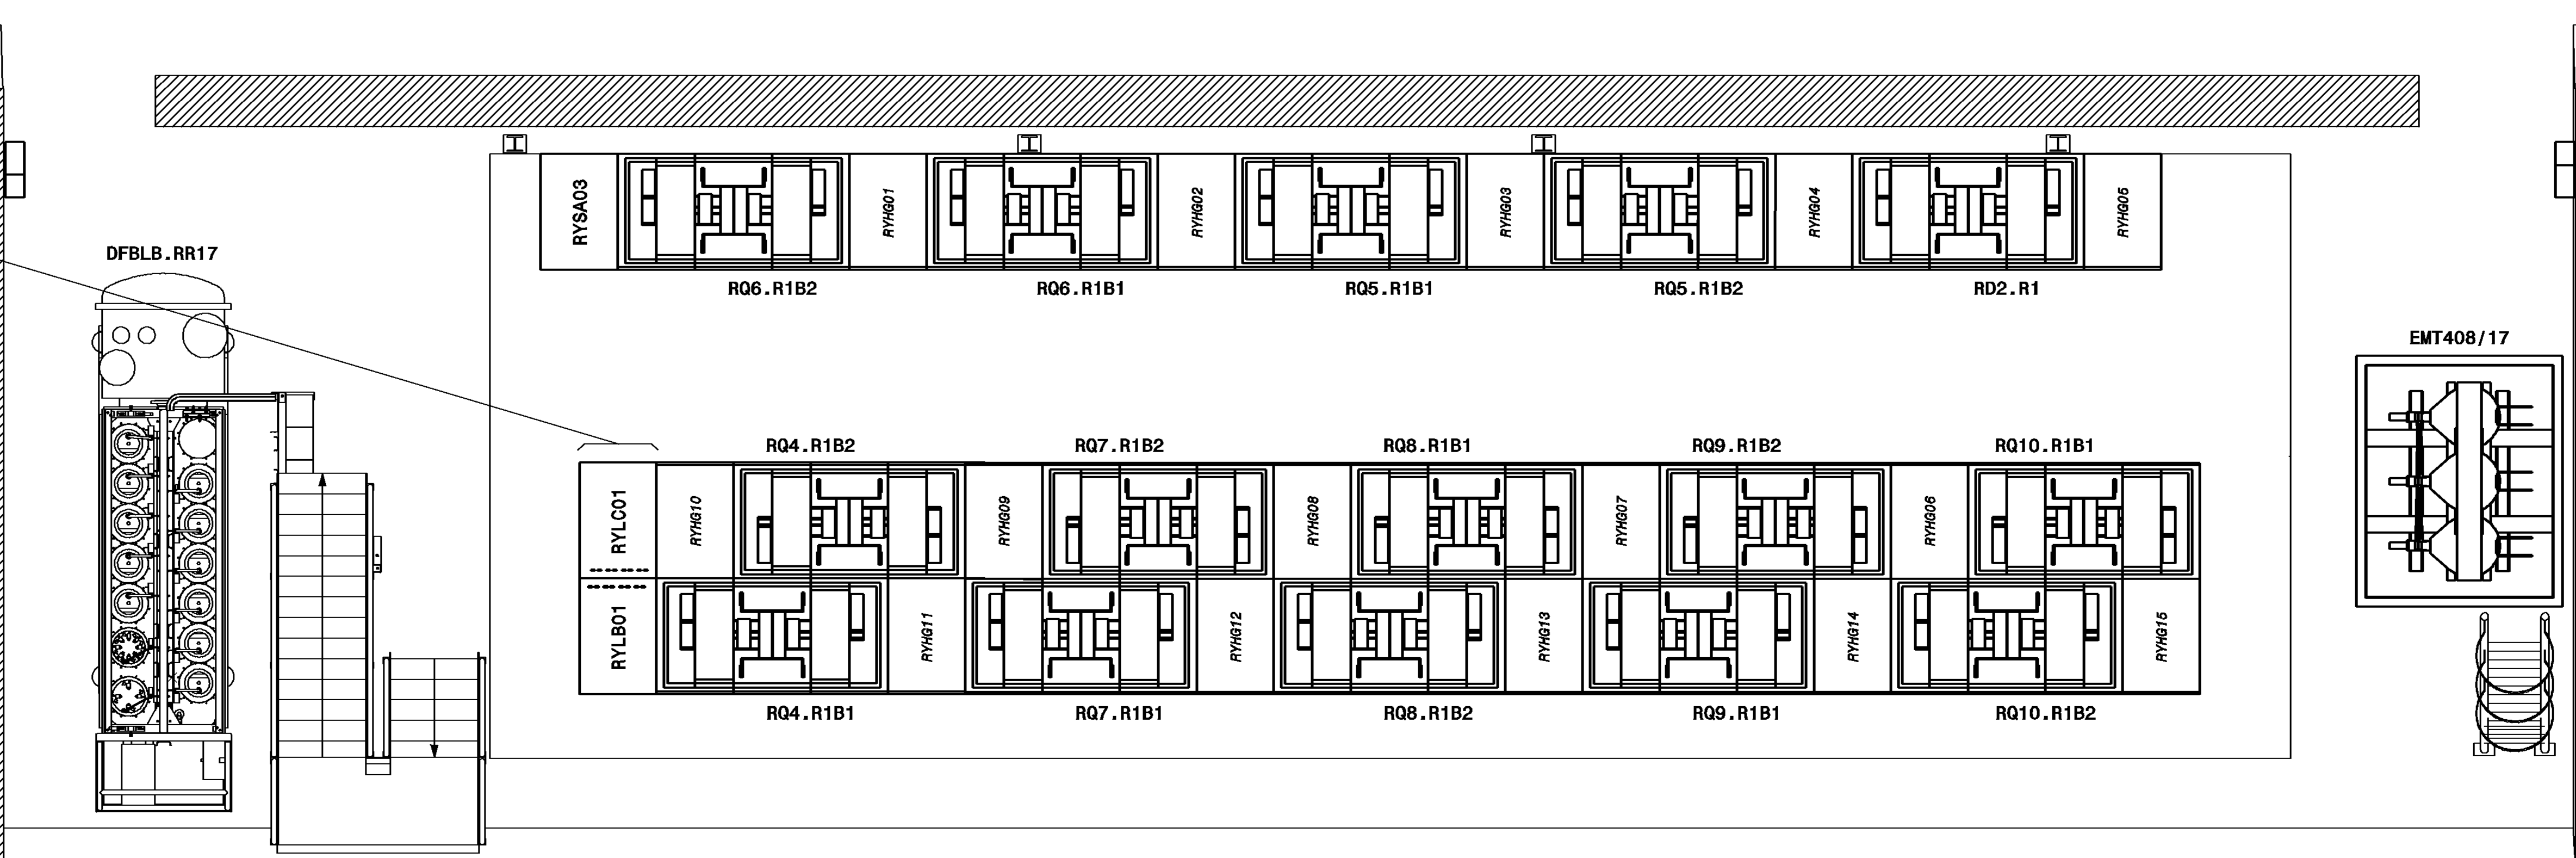 RYSA03
RYHG01
RYHG02
RYHG03
RYHG04
RYHG05
DFBLB.RR17
RQ6.R1B2
RQ6.R1B1
RQ5.R1B1
RQ5.R1B2
RD2.R1
EMT408/17
RQ4.R1B2
RQ7.R1B2
RQ8.R1B1
RQ9.R1B2
RQ10.R1B1
RYLC01
RYHG10
RYHG09
RYHG08
RYHG07
RYHG06
RYLB01
RYHG11
RYHG12
RYHG13
RYHG14
RYHG15
RQ4.R1B1
RQ7.R1B1
RQ8.R1B2
RQ9.R1B1
RQ10.R1B2